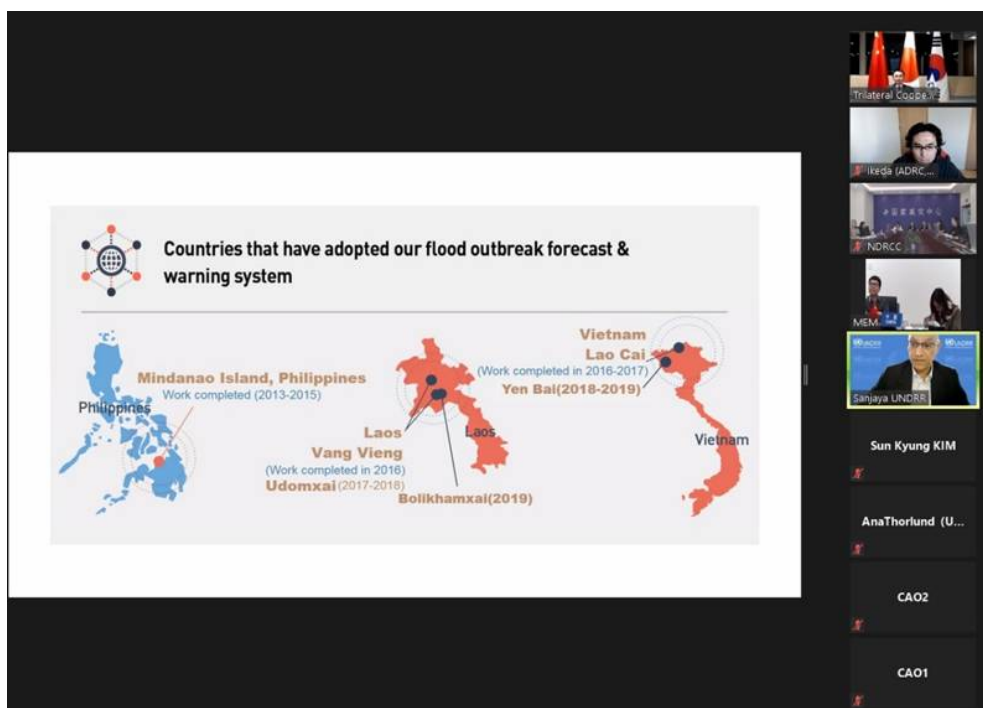 Countries that have adopted our flood outbreak forecast &
warning system
Mindanao Island, Philippines
Work completed (2013-2015)
Philippines
Laos
Vang Vieng
(Work completed in 2016)
Udomxai (2017-2018)
Laos
Bolikhamxai(2019)
Vietnam
Lao Cai
(Work completed in 2016-2017)
Yen Bai(2018-2019)
Vietnam
Trilateral Coope...
Ikeda (ADRC,...
NDRCC
MEM
UNDRR
UNDRR
Sanjaya UNDRR
Sun Kyung KIM
AnaThorlund (U...
CAO2
CAO1